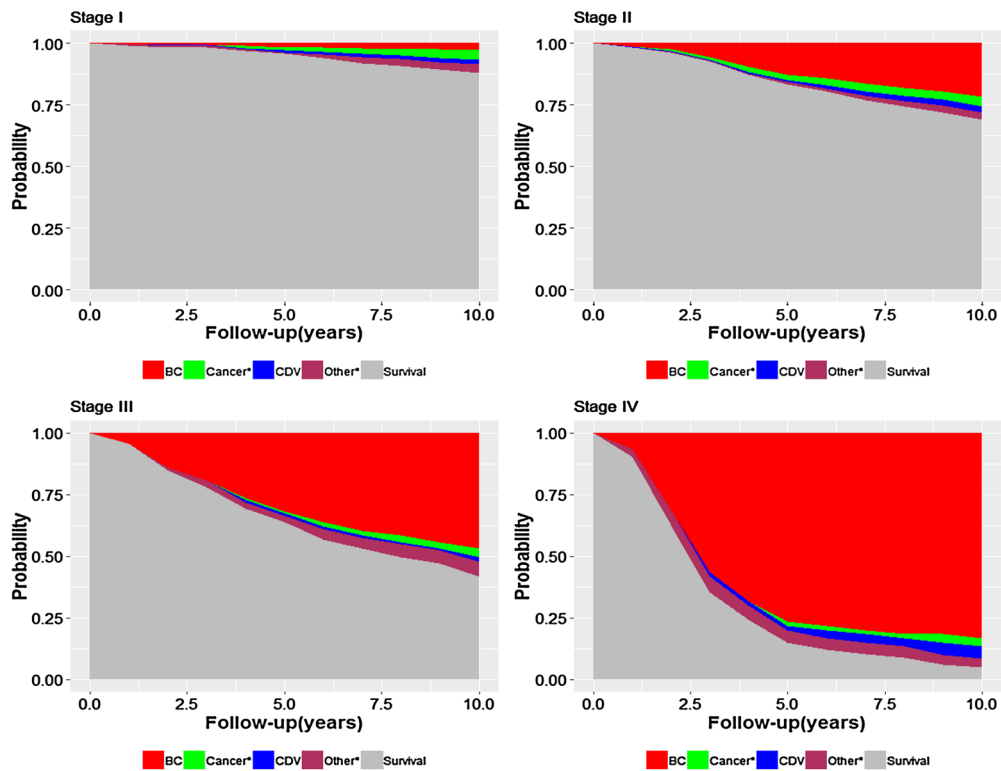 Stage I
Probability
1.00
0.75
0.50
0.25
0.00
0.0 2.5 5.0 7.5 10.0
Follow-up(years)
BC Cancer* CDV Other* Survival
Stage II
Probability
1.00
0.75
0.50
0.25
0.00
0.0 2.5 5.0 7.5 10.0
Follow-up(years)
BC Cancer* CDV Other* Survival
Stage III
Probability
1.00
0.75
0.50
0.25
0.00
0.0 2.5 5.0 7.5 10.0
Follow-up(years)
BC Cancer* CDV Other* Survival
Stage IV
Probability
1.00
0.75
0.50
0.25
0.00
0.0 2.5 5.0 7.5 10.0
Follow-up(years)
BC Cancer* CDV Other* Survival